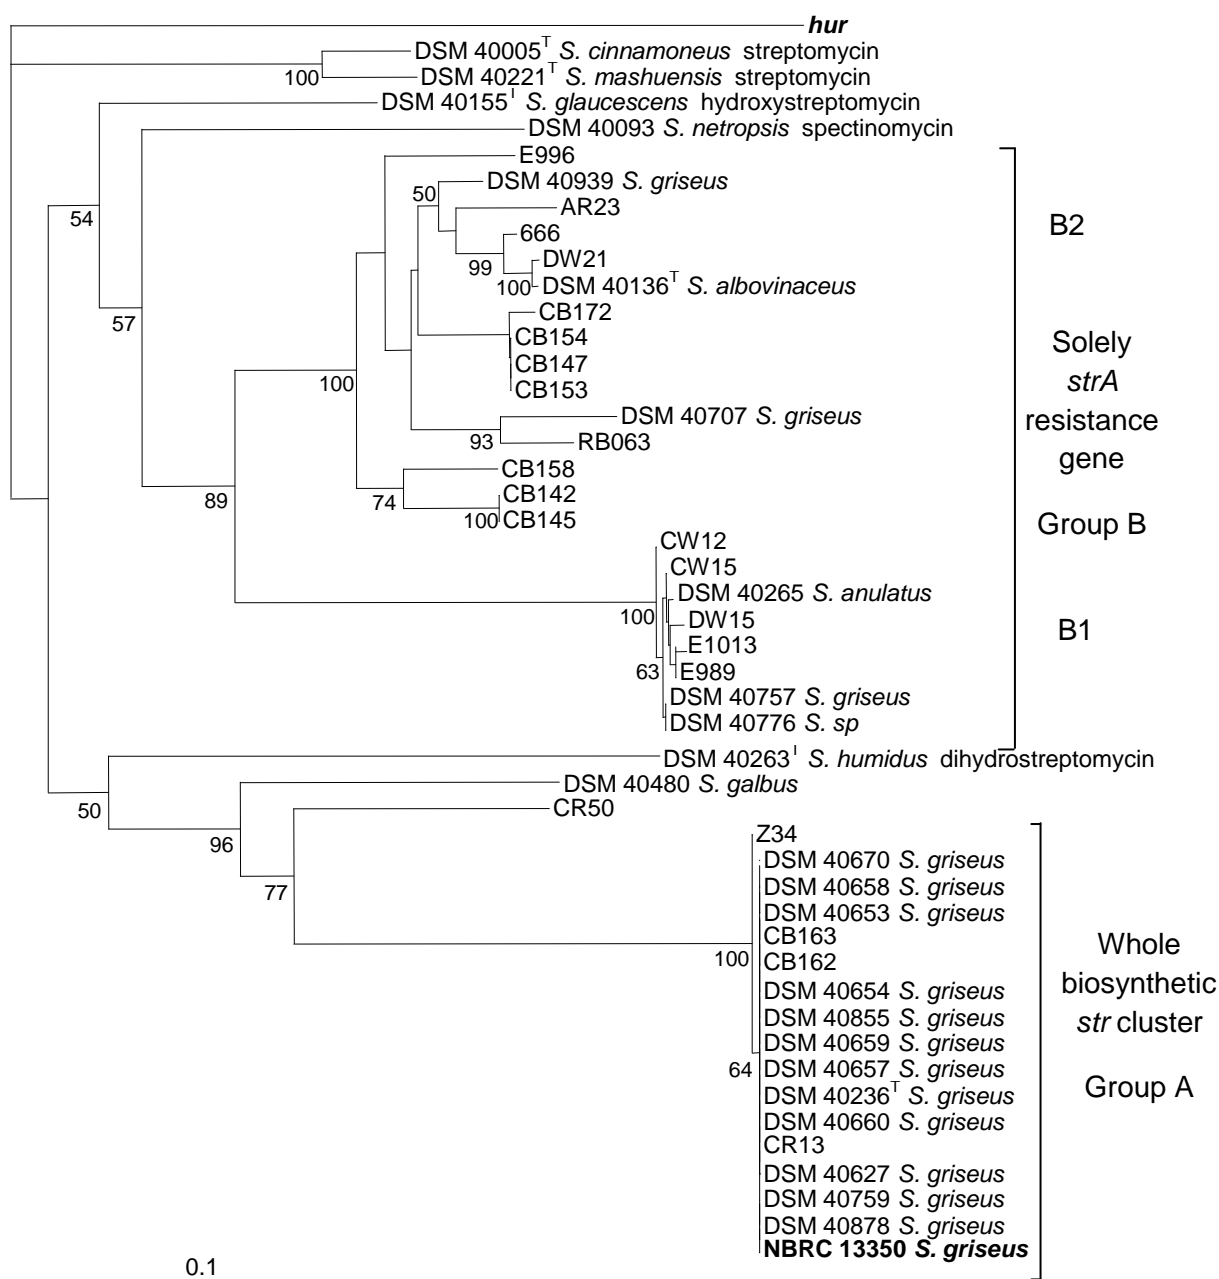 hur
DSM 40005T S. cinnamoneus streptomycin
100
DSM 40221T S. mashuensis streptomycin
DSM 40155T S. glaucescens hydroxystreptomycin
DSM 40093 S. netropsis spectinomycin
E996
DSM 40939 S. griseus
50
AR23
54
B2
666
DW21
99
100
DSM 40136T S. albovinaceus
CB172
57
CB154
Solely
CB147
strA
100
CB153
DSM 40707 S. griseus
resistance
93
RB063
gene
CB158
CB142
89
74
100
CB145
Group B
CW12
CW15
DSM 40265 S. anulatus
100
DW15
B1
E1013
63
E989
DSM 40757 S. griseus
DSM 40776 S. sp
DSM 40263T S. humidus dihydrostreptomycin
DSM 40480 S. galbus
50
CR50
96
Z34
DSM 40670 S. griseus
77
DSM 40658 S. griseus
DSM 40653 S. griseus
CB163
Whole
100
CB162
biosynthetic
DSM 40654 S. griseus
DSM 40855 S. griseus
str cluster
DSM 40659 S. griseus
64
DSM 40657 S. griseus
Group A
DSM 40236T S. griseus
DSM 40660 S. griseus
CR13
DSM 40627 S. griseus
DSM 40759 S. griseus
DSM 40878 S. griseus
NBRC 13350 S. griseus
0.1